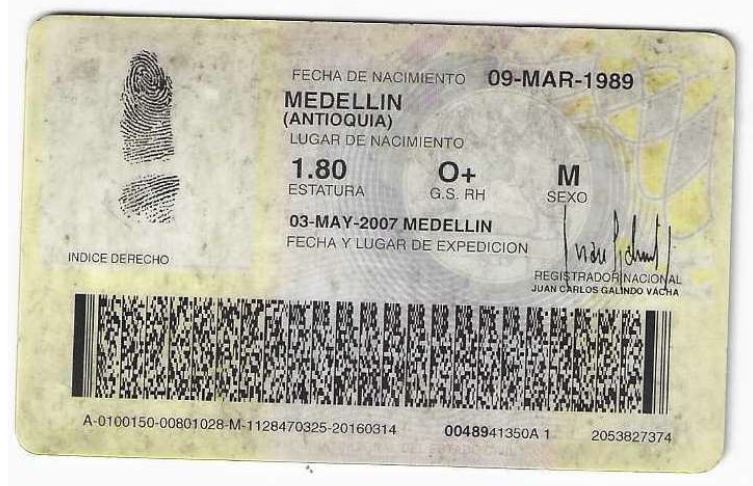 FECHA DE NACIMIENTO 09-MAR-1989
MEDELLIN
(ANTIOQUIA)
LUGAR DE NACIMIENTO
1.80 O+ M
ESTATURA G.S. RH SEXO
03-MAY-2007 MEDELLIN
FECHA Y LUGAR DE EXPEDICION
INDICE DERECHO
REGISTRADOR NACIONAL
JUAN CARLOS GALINDO VACHA
A-0100150-00801028-M-1128470325-20160314 0048941350A 1 2053827374